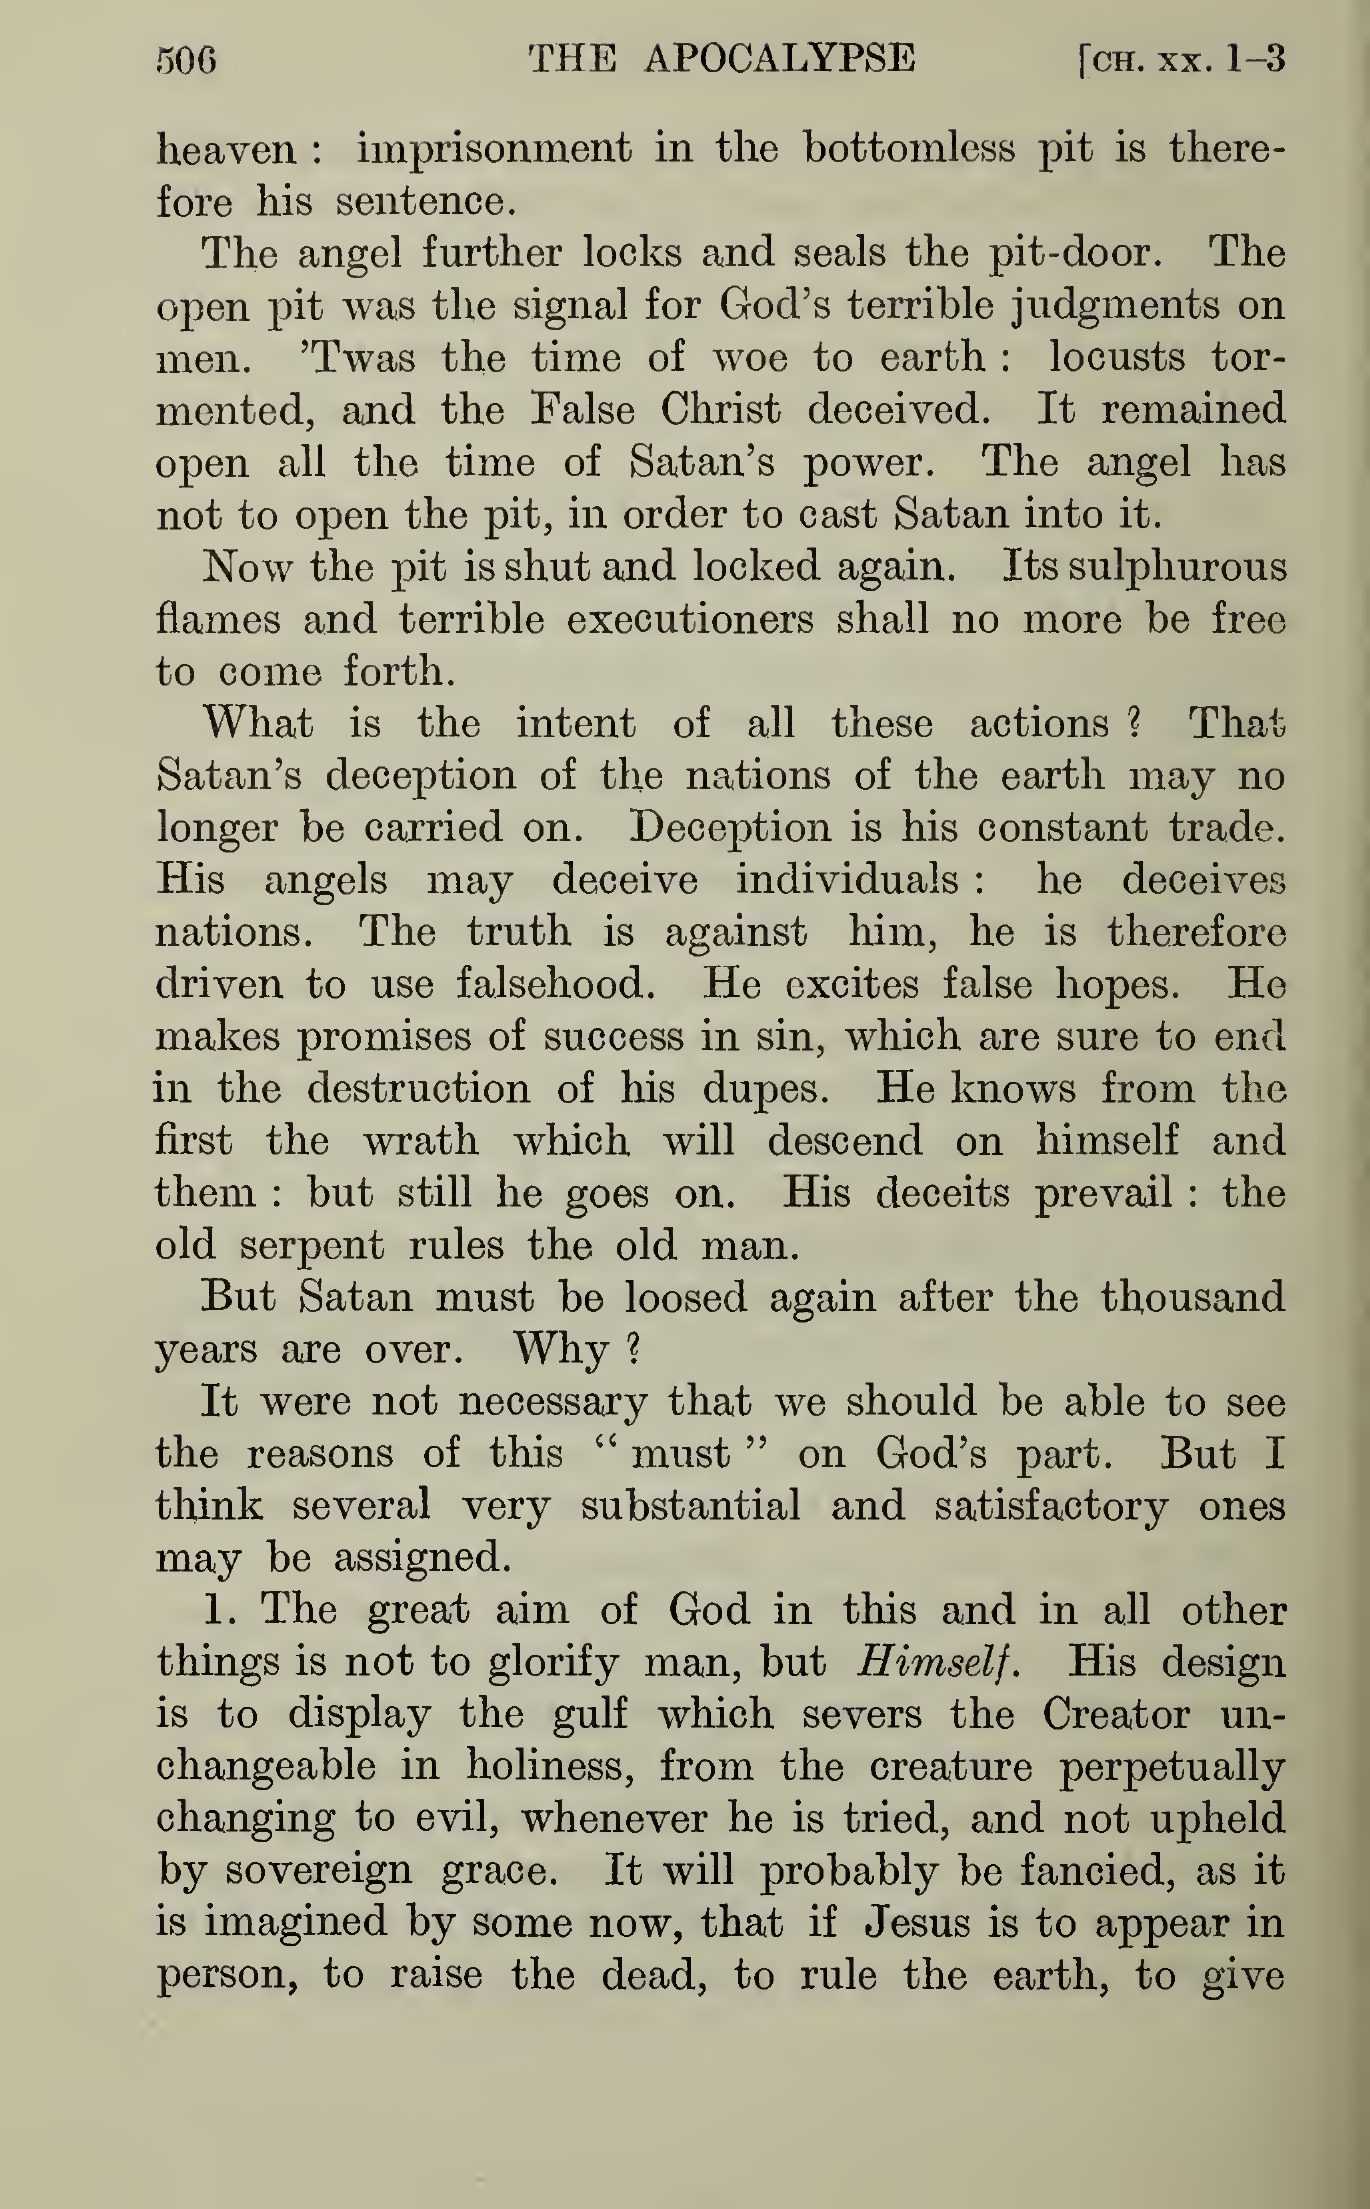 506 THE APOCALYPSE [CH. XX. 1–3
heaven : imprisonment in the bottomless pit is there-
fore his sentence.
The angel further locks and seals the pit-door. The
open pit was the signal for God’s terrible judgments on
men. ’Twas the time of woe to earth : locusts tor-
mented, and the False Christ deceived. It remained
open all the time of Satan’s power. The angel has
not to open the pit, in order to cast Satan into it.
Now the pit is shut and locked again. Its sulphurous
flames and terrible executioners shall no more be free
to come forth.
What is the intent of all these actions ? That
Satan’s deception of the nations of the earth may no
longer be carried on. Deception is his constant trade.
His angels may deceive individuals : he deceives
nations. The truth is against him, he is therefore
driven to use falsehood. He excites false hopes. He
makes promises of success in sin, which are sure to end
in the destruction of his dupes. He knows from the
first the wrath which will descend on himself and
them : but still he goes on. His deceits prevail : the
old serpent rules the old man.
But Satan must be loosed again after the thousand
years are over. Why ?
It were not necessary that we should be able to see
the reasons of this “ must ” on God’s part. But I
think several very substantial and satisfactory ones
may be assigned.
1. The great aim of God in this and in all other
things is not to glorify man, but Himself. His design
is to display the gulf which severs the Creator un-
changeable in holiness, from the creature perpetually
changing to evil, whenever he is tried, and not upheld
by sovereign grace. It will probably be fancied, as it
is imagined by some now, that if Jesus is to appear in
person, to raise the dead, to rule the earth, to give